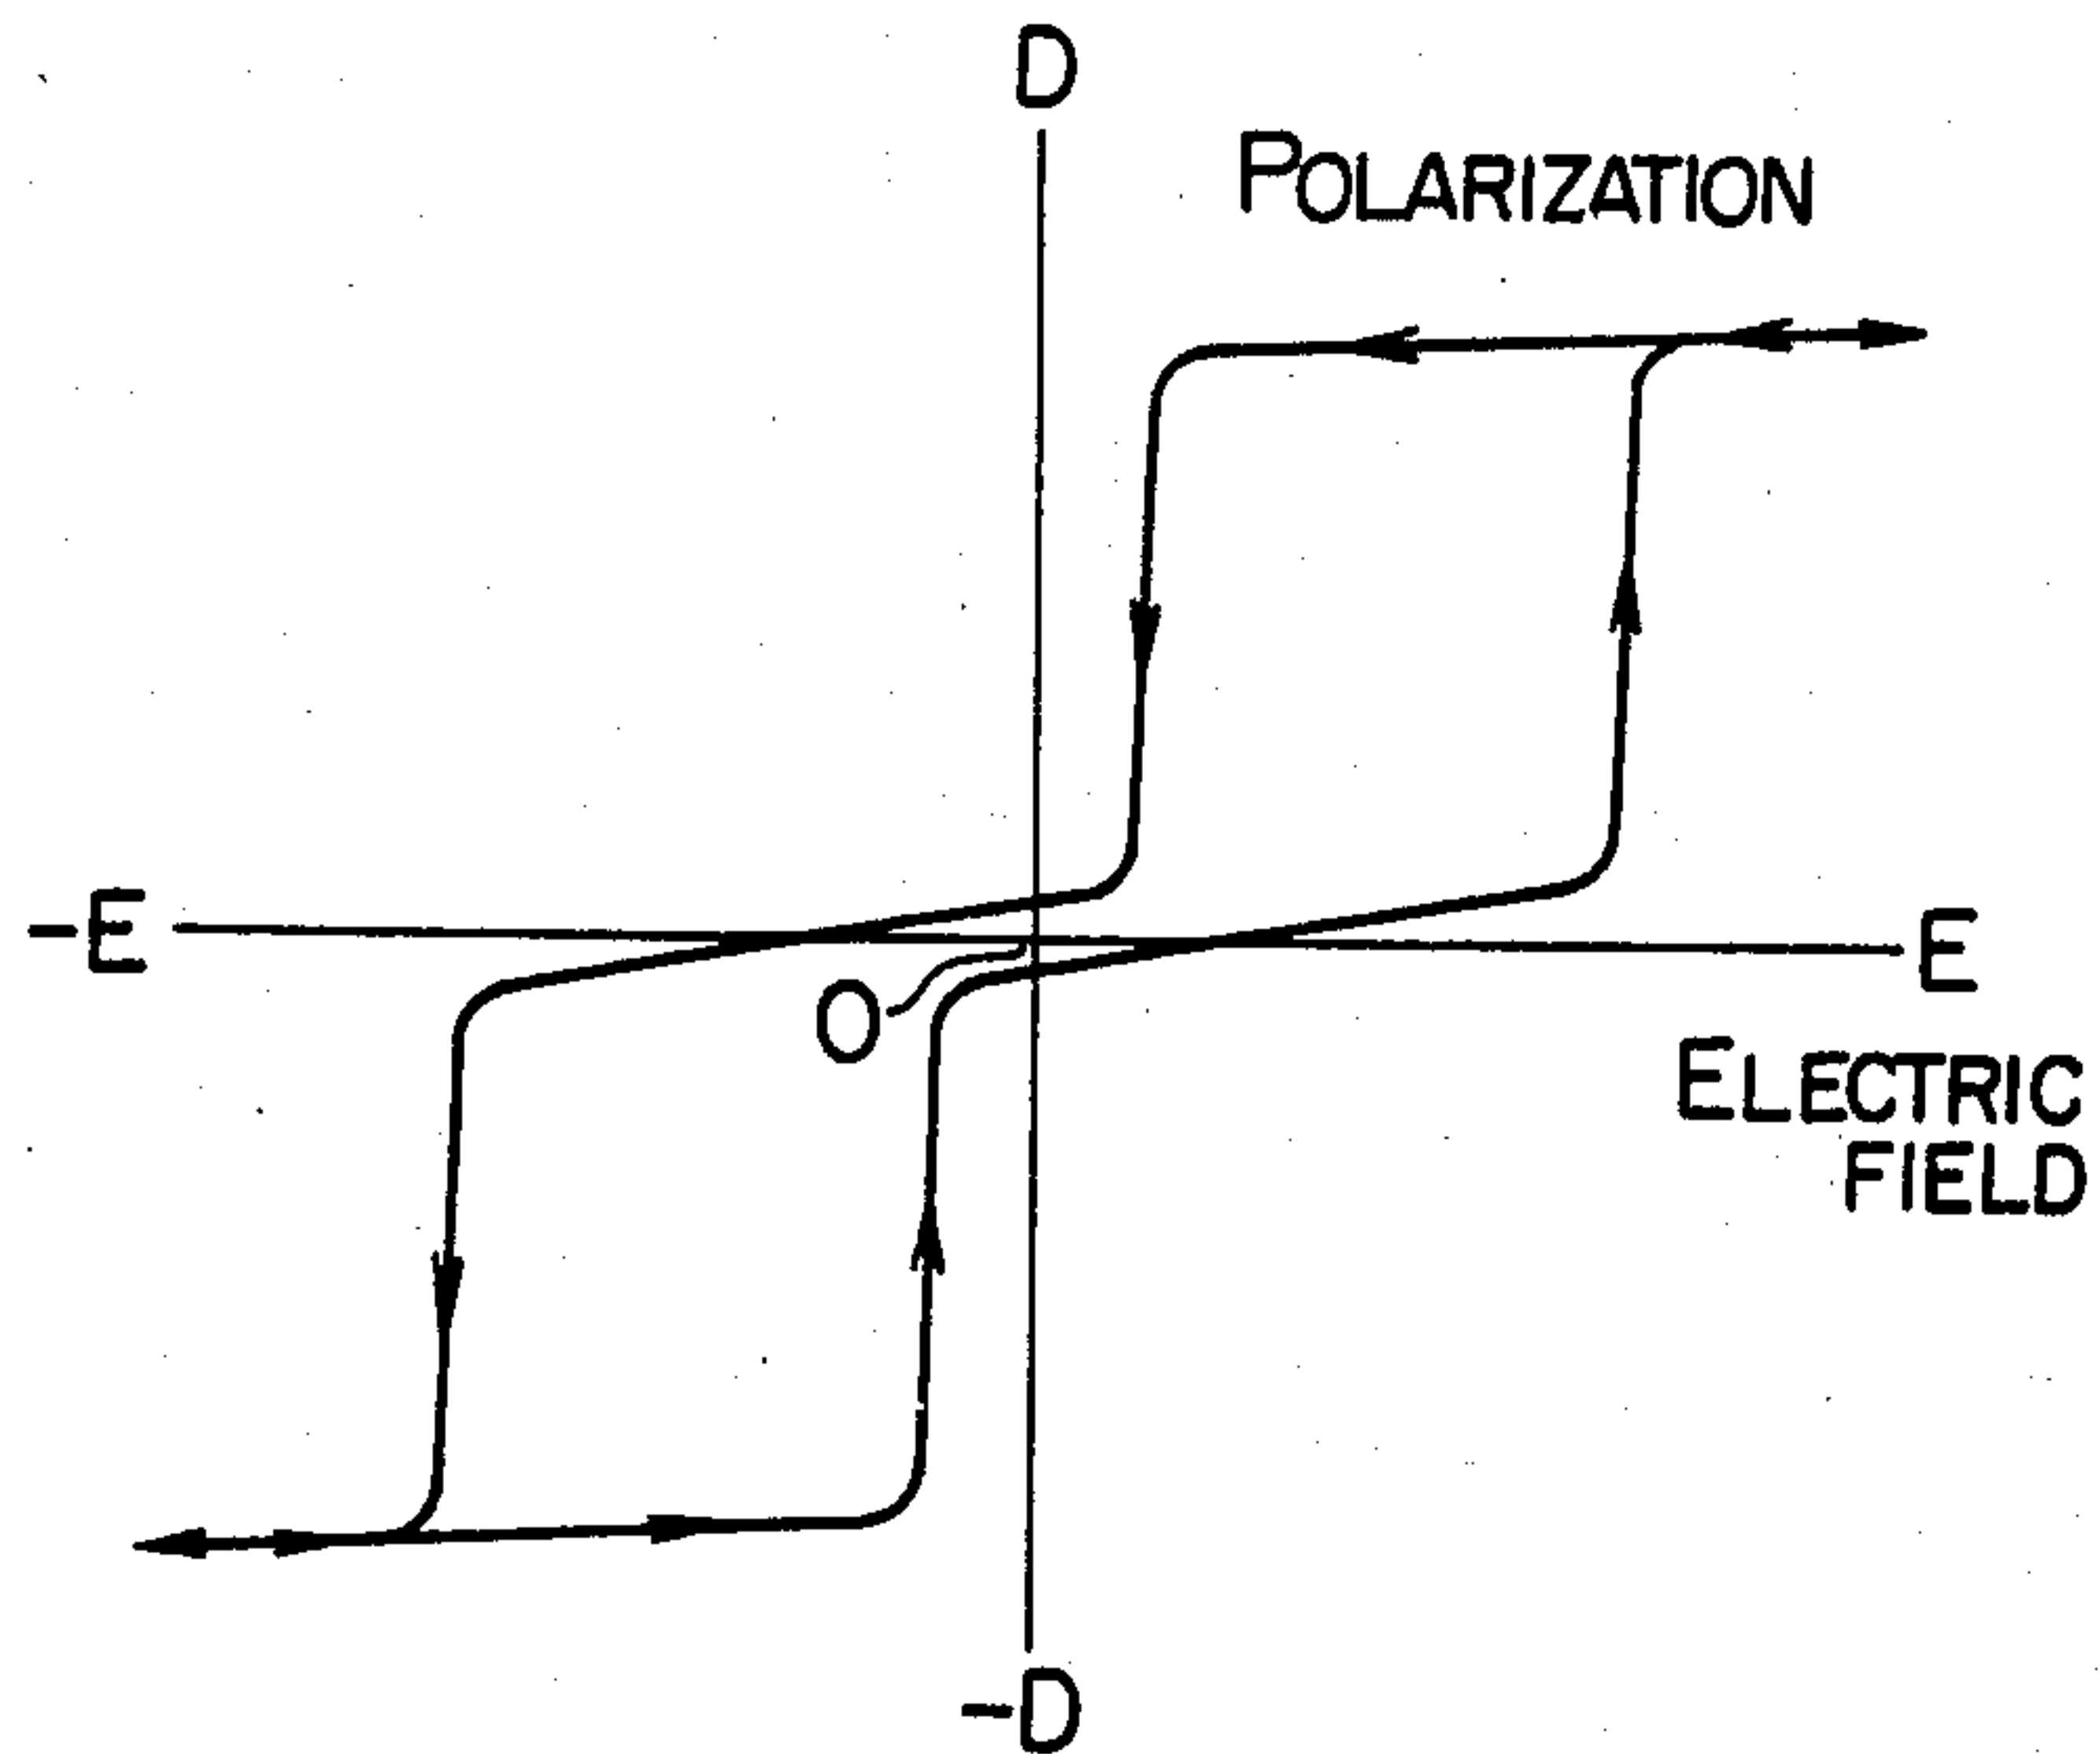 D
POLARIZATION
-E
E
O
ELECTRIC
FIELD
-D